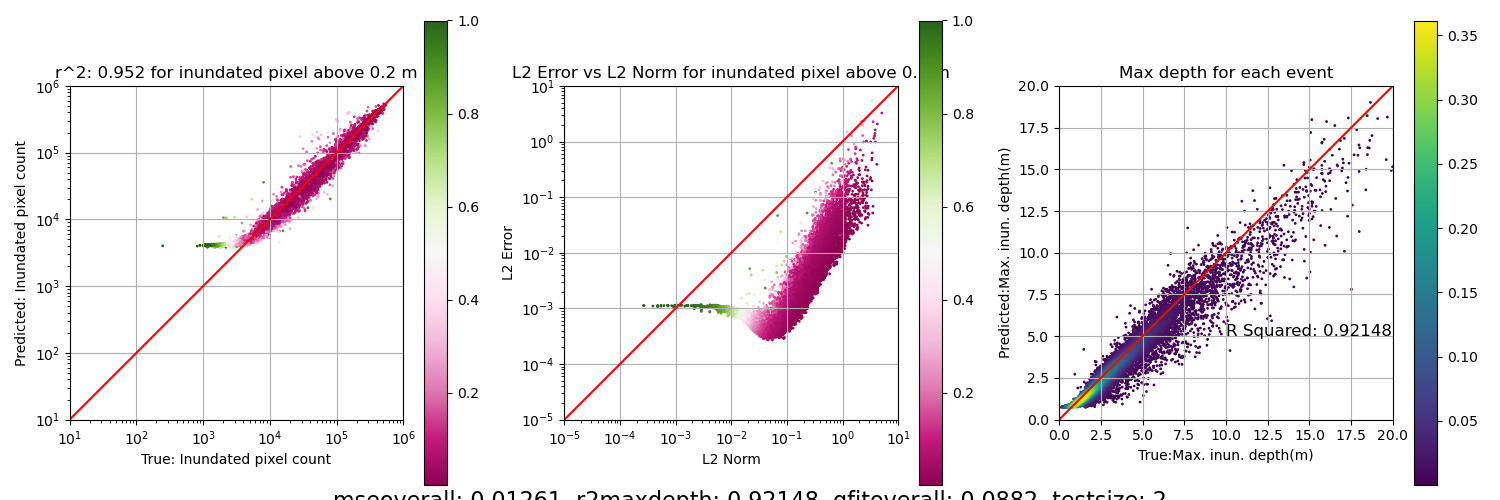 r^2: 0.952 for inundated pixel above 0.2 m
L2 Error vs L2 Norm for inundated pixel above 0. m
Max depth for each event
Predicted: Inundated pixel count
10^6
10^5
10^4
10^3
10^2
10^1
10^1 10^2 10^3 10^4 10^5 10^6
True: Inundated pixel count
1.0
0.8
0.6
0.4
0.2
L2 Error
10^1
10^0
10^-1
10^-2
10^-3
10^-4
10^-5
10^-5 10^-4 10^-3 10^-2 10^-1 10^0 10^1
L2 Norm
1.0
0.8
0.6
0.4
0.2
Predicted:Max. inun. depth(m)
20.0
17.5
15.0
12.5
10.0
7.5
5.0
2.5
0.0
R Squared: 0.92148
0.0 2.5 5.0 7.5 10.0 12.5 15.0 17.5 20.0
True:Max. inun. depth(m)
0.35
0.30
0.25
0.20
0.15
0.10
0.05
mseoverall: 0.01261, r2maxdepth: 0.92148, gfitoverall: 0.0882, testsize: 2